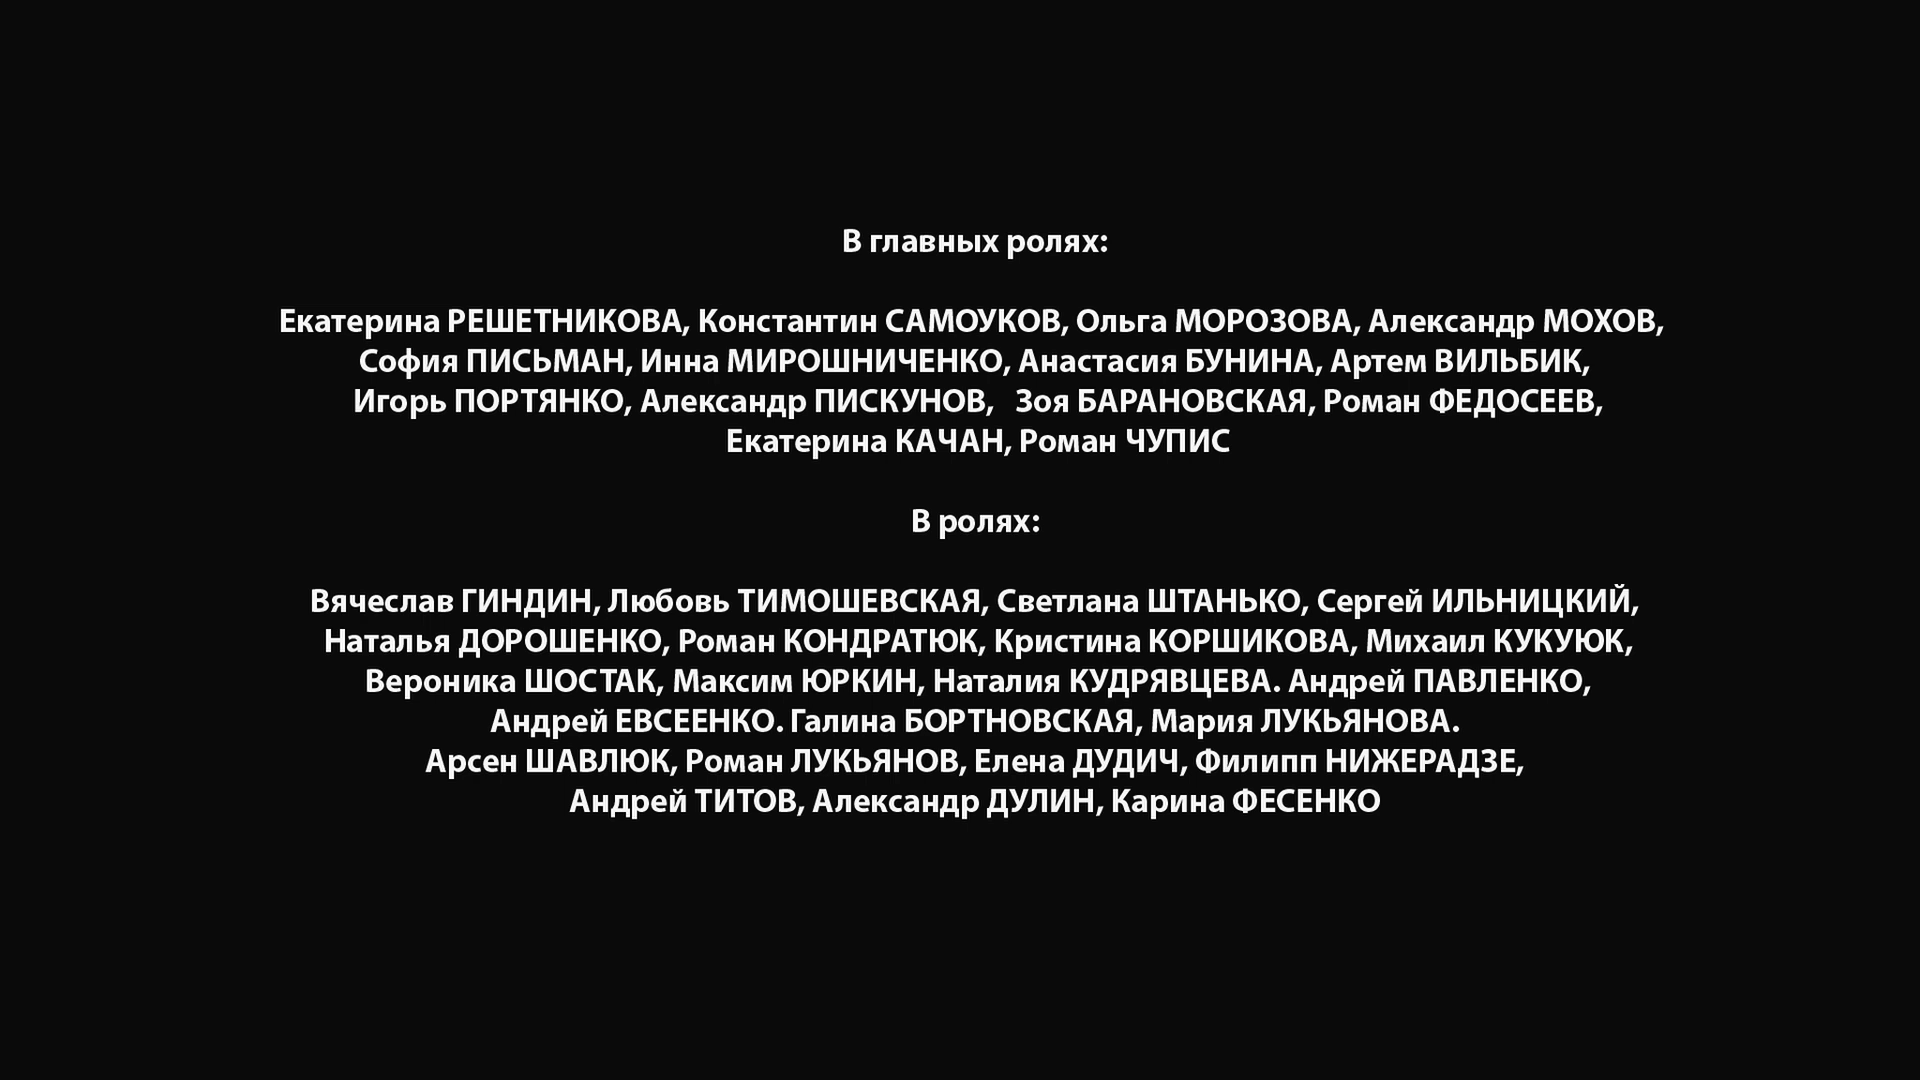 В главных ролях:
Екатерина РЕШЕТНИКОВА, Константин САМОУКОВ, Ольга МОРОЗОВА, Александр МОХОВ,
София ПИСЬМАН, Инна МИРОШНИЧЕНКО, Анастасия БУНИНА, Артем ВИЛЬБИК,
Игорь ПОРТЯНКО, Александр ПИСКУНОВ,   Зоя БАРАНОВСКАЯ, Роман ФЕДОСЕЕВ,
Екатерина КАЧАН, Роман ЧУПИС
В ролях:
Вячеслав ГИНДИН, Любовь ТИМОШЕВСКАЯ, Светлана ШТАНЬКО, Сергей ИЛЬНИЦКИЙ,
Наталья ДОРОШЕНКО, Роман КОНДРАТЮК, Кристина КОРШИКОВА, Михаил КУКУЮК,
Вероника ШОСТАК, Максим ЮРКИН, Наталия КУДРЯВЦЕВА. Андрей ПАВЛЕНКО,
Андрей ЕВСЕЕНКО. Галина БОРТНОВСКАЯ, Мария ЛУКЬЯНОВА.
Арсен ШАВЛЮК, Роман ЛУКЬЯНОВ, Елена ДУДИЧ, Филипп НИЖЕРАДЗЕ,
Андрей ТИТОВ, Александр ДУЛИН, Карина ФЕСЕНКО